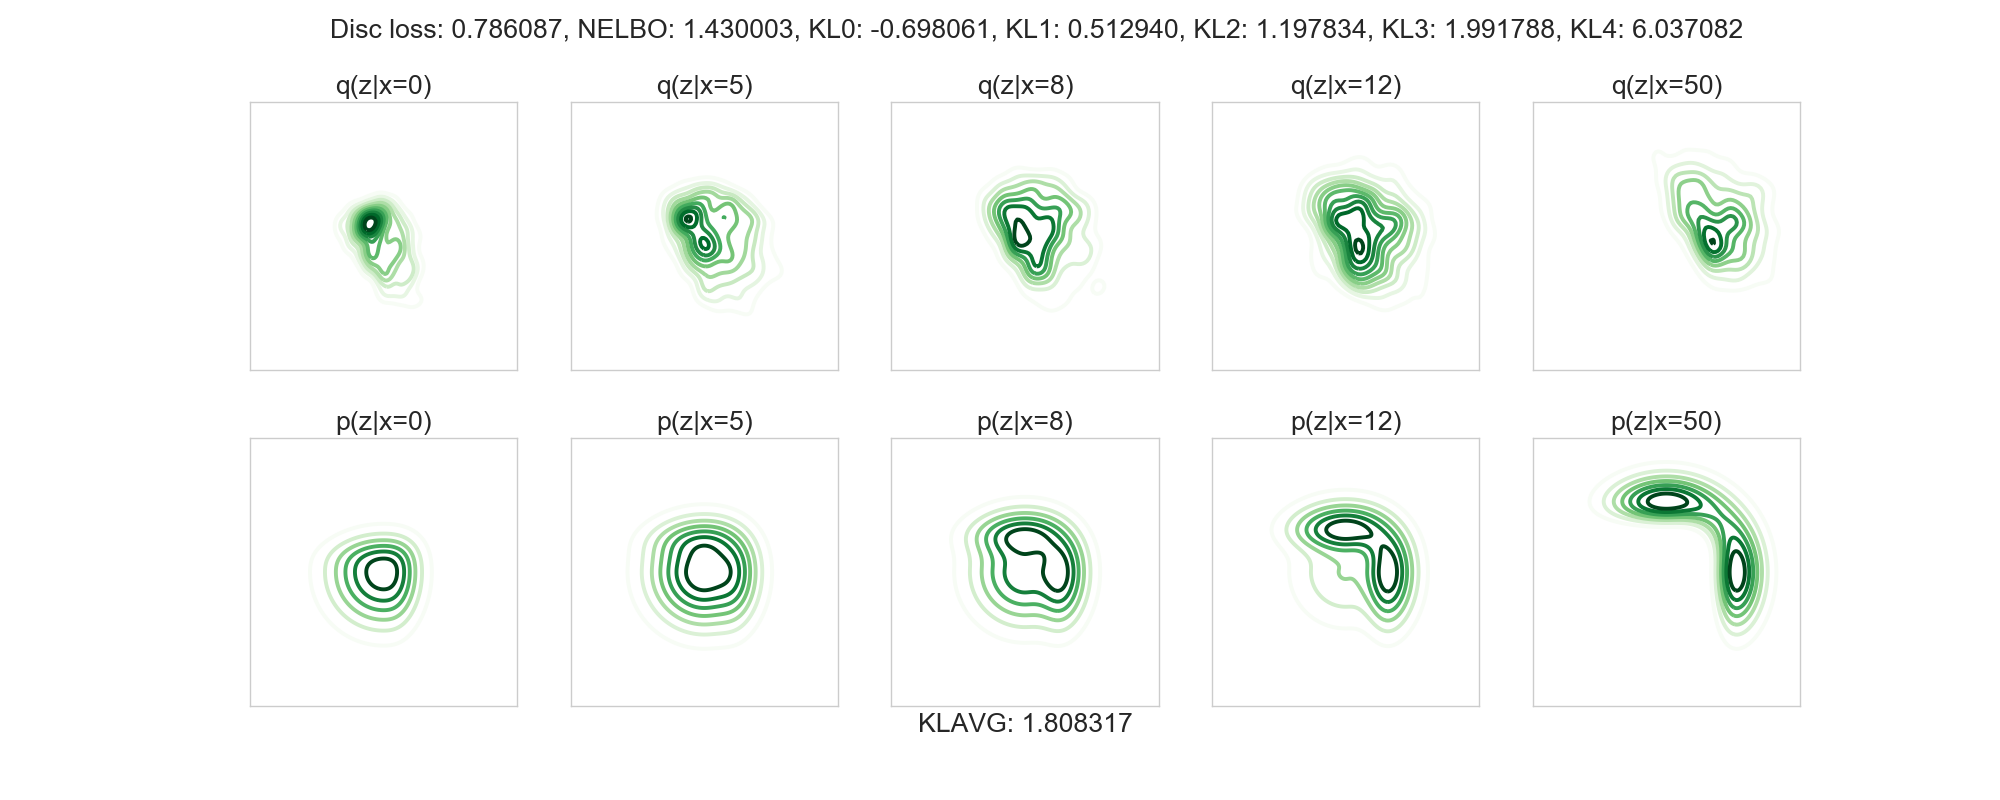 Disc loss: 0.786087, NELBO: 1.430003, KL0: -0.698061, KL1: 0.512940, KL2: 1.197834, KL3: 1.991788, KL4: 6.037082
q(z|x=0) q(z|x=5) q(z|x=8) q(z|x=12) q(z|x=50)
p(z|x=0) p(z|x=5) p(z|x=8) p(z|x=12) p(z|x=50)
KLAVG: 1.808317